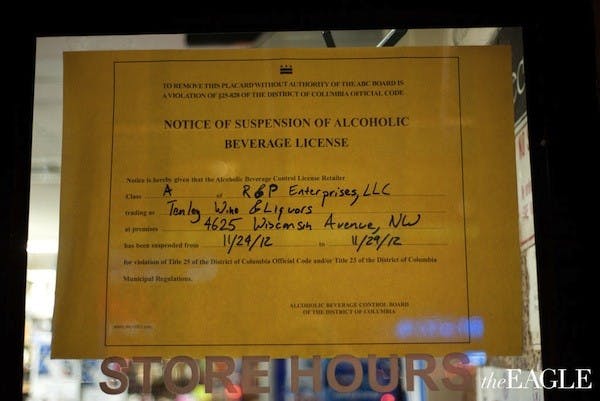 TO REMOVE THIS PLACARD WITHOUT AUTHORITY OF THE ABC BOARD IS
A VIOLATION OF §25-828 OF THE DISTRICT OF COLUMBIA OFFICIAL CODE
NOTICE OF SUSPENSION OF ALCOHOLIC
BEVERAGE LICENSE
Notice is hereby given that the Alcoholic Beverage Control License Retailer
Class A of R&P Enterprises, LLC
trading as Tenley Wine & Liquors
at premises 4625 Wisconsin Avenue, NW
has been suspended from 11/24/12 to 11/29/12
for violation of Title 25 of the District of Columbia Official Code and/or Title 23 of the District of Columbia
Municipal Regulations.
ALCOHOLIC BEVERAGE CONTROL BOARD
OF THE DISTRICT OF COLUMBIA
STORE HOURS
the EAGLE